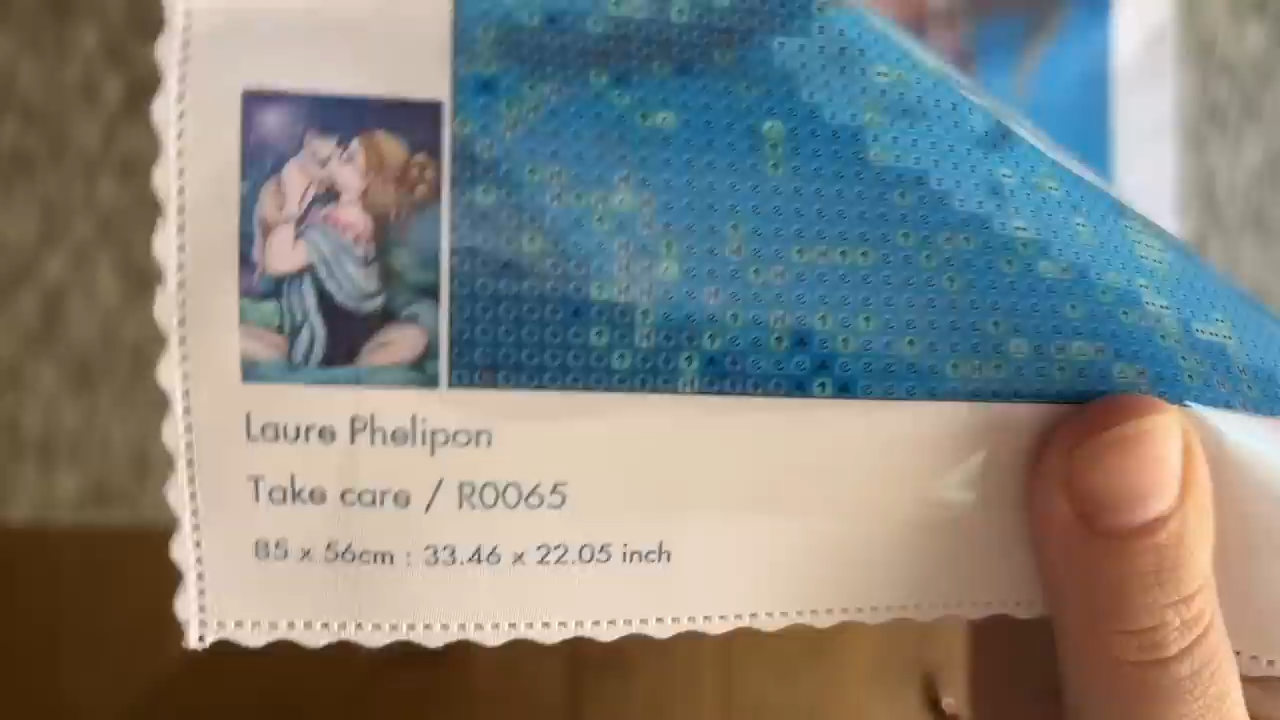 Laure Phelipon
Take care / R0065
85 x 56cm : 33.46 x 22.05 inch